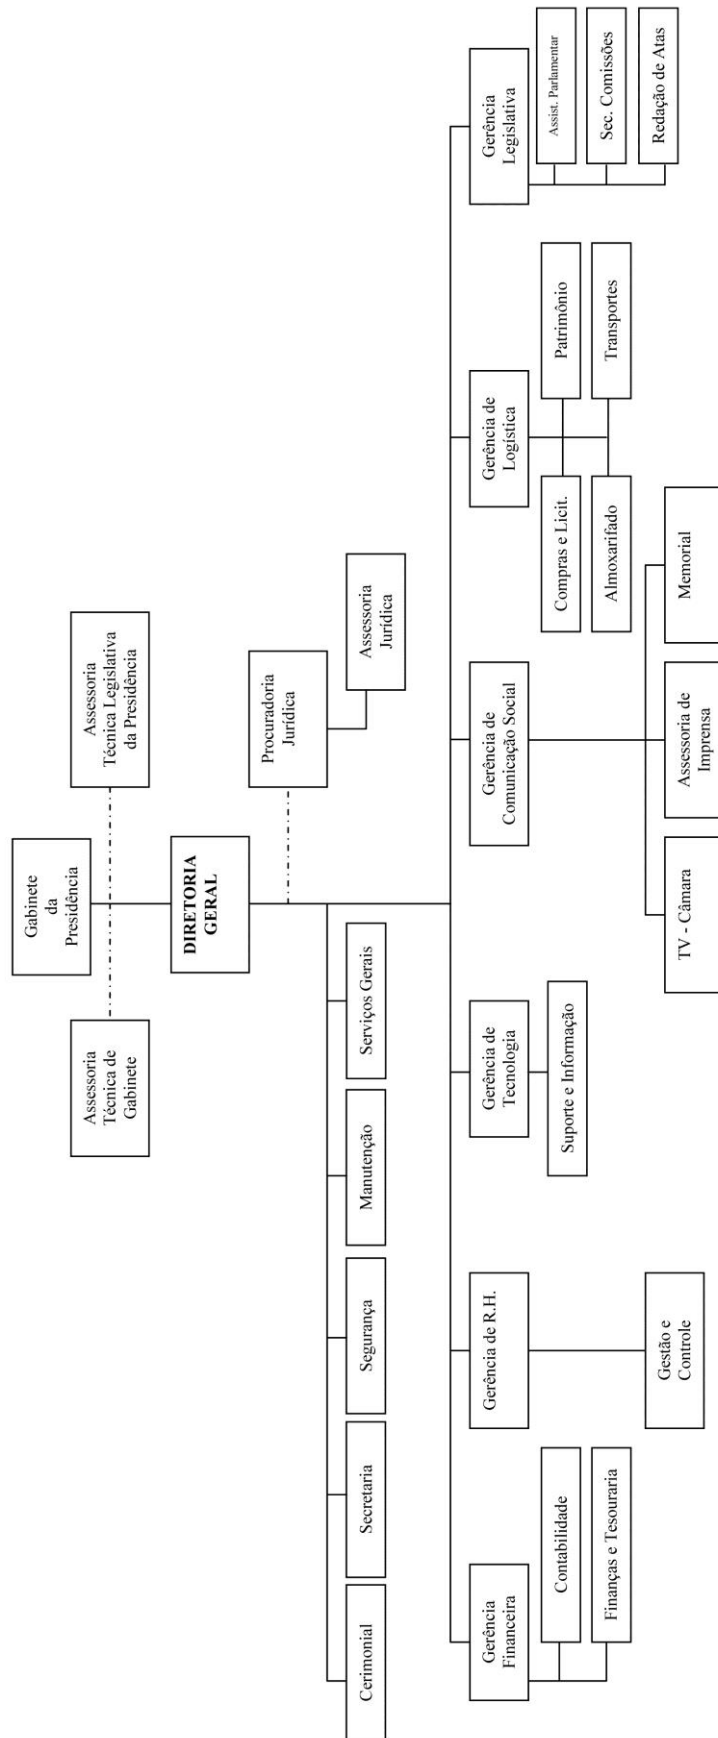 Gabinete
da
Presidência
Assessoria
Técnica de
Gabinete
Assessoria
Técnica Legislativa
da Presidência
DIRETORIA
GERAL
Procuradoria
Jurídica
Assessoria
Jurídica
Cerimonial
Secretaria
Segurança
Manutenção
Serviços Gerais
Gerência
Financeira
Contabilidade
Finanças e Tesouraria
Gerência de R.H.
Gestão e
Controle
Gerência de
Tecnologia
Suporte e Informação
Gerência de
Comunicação Social
TV - Câmara
Assessoria de
Imprensa
Memorial
Gerência de
Logística
Compras e Licit.
Patrimônio
Almoxarifado
Transportes
Gerência
Legislativa
Assist. Parlamentar
Sec. Comissões
Redação de Atas